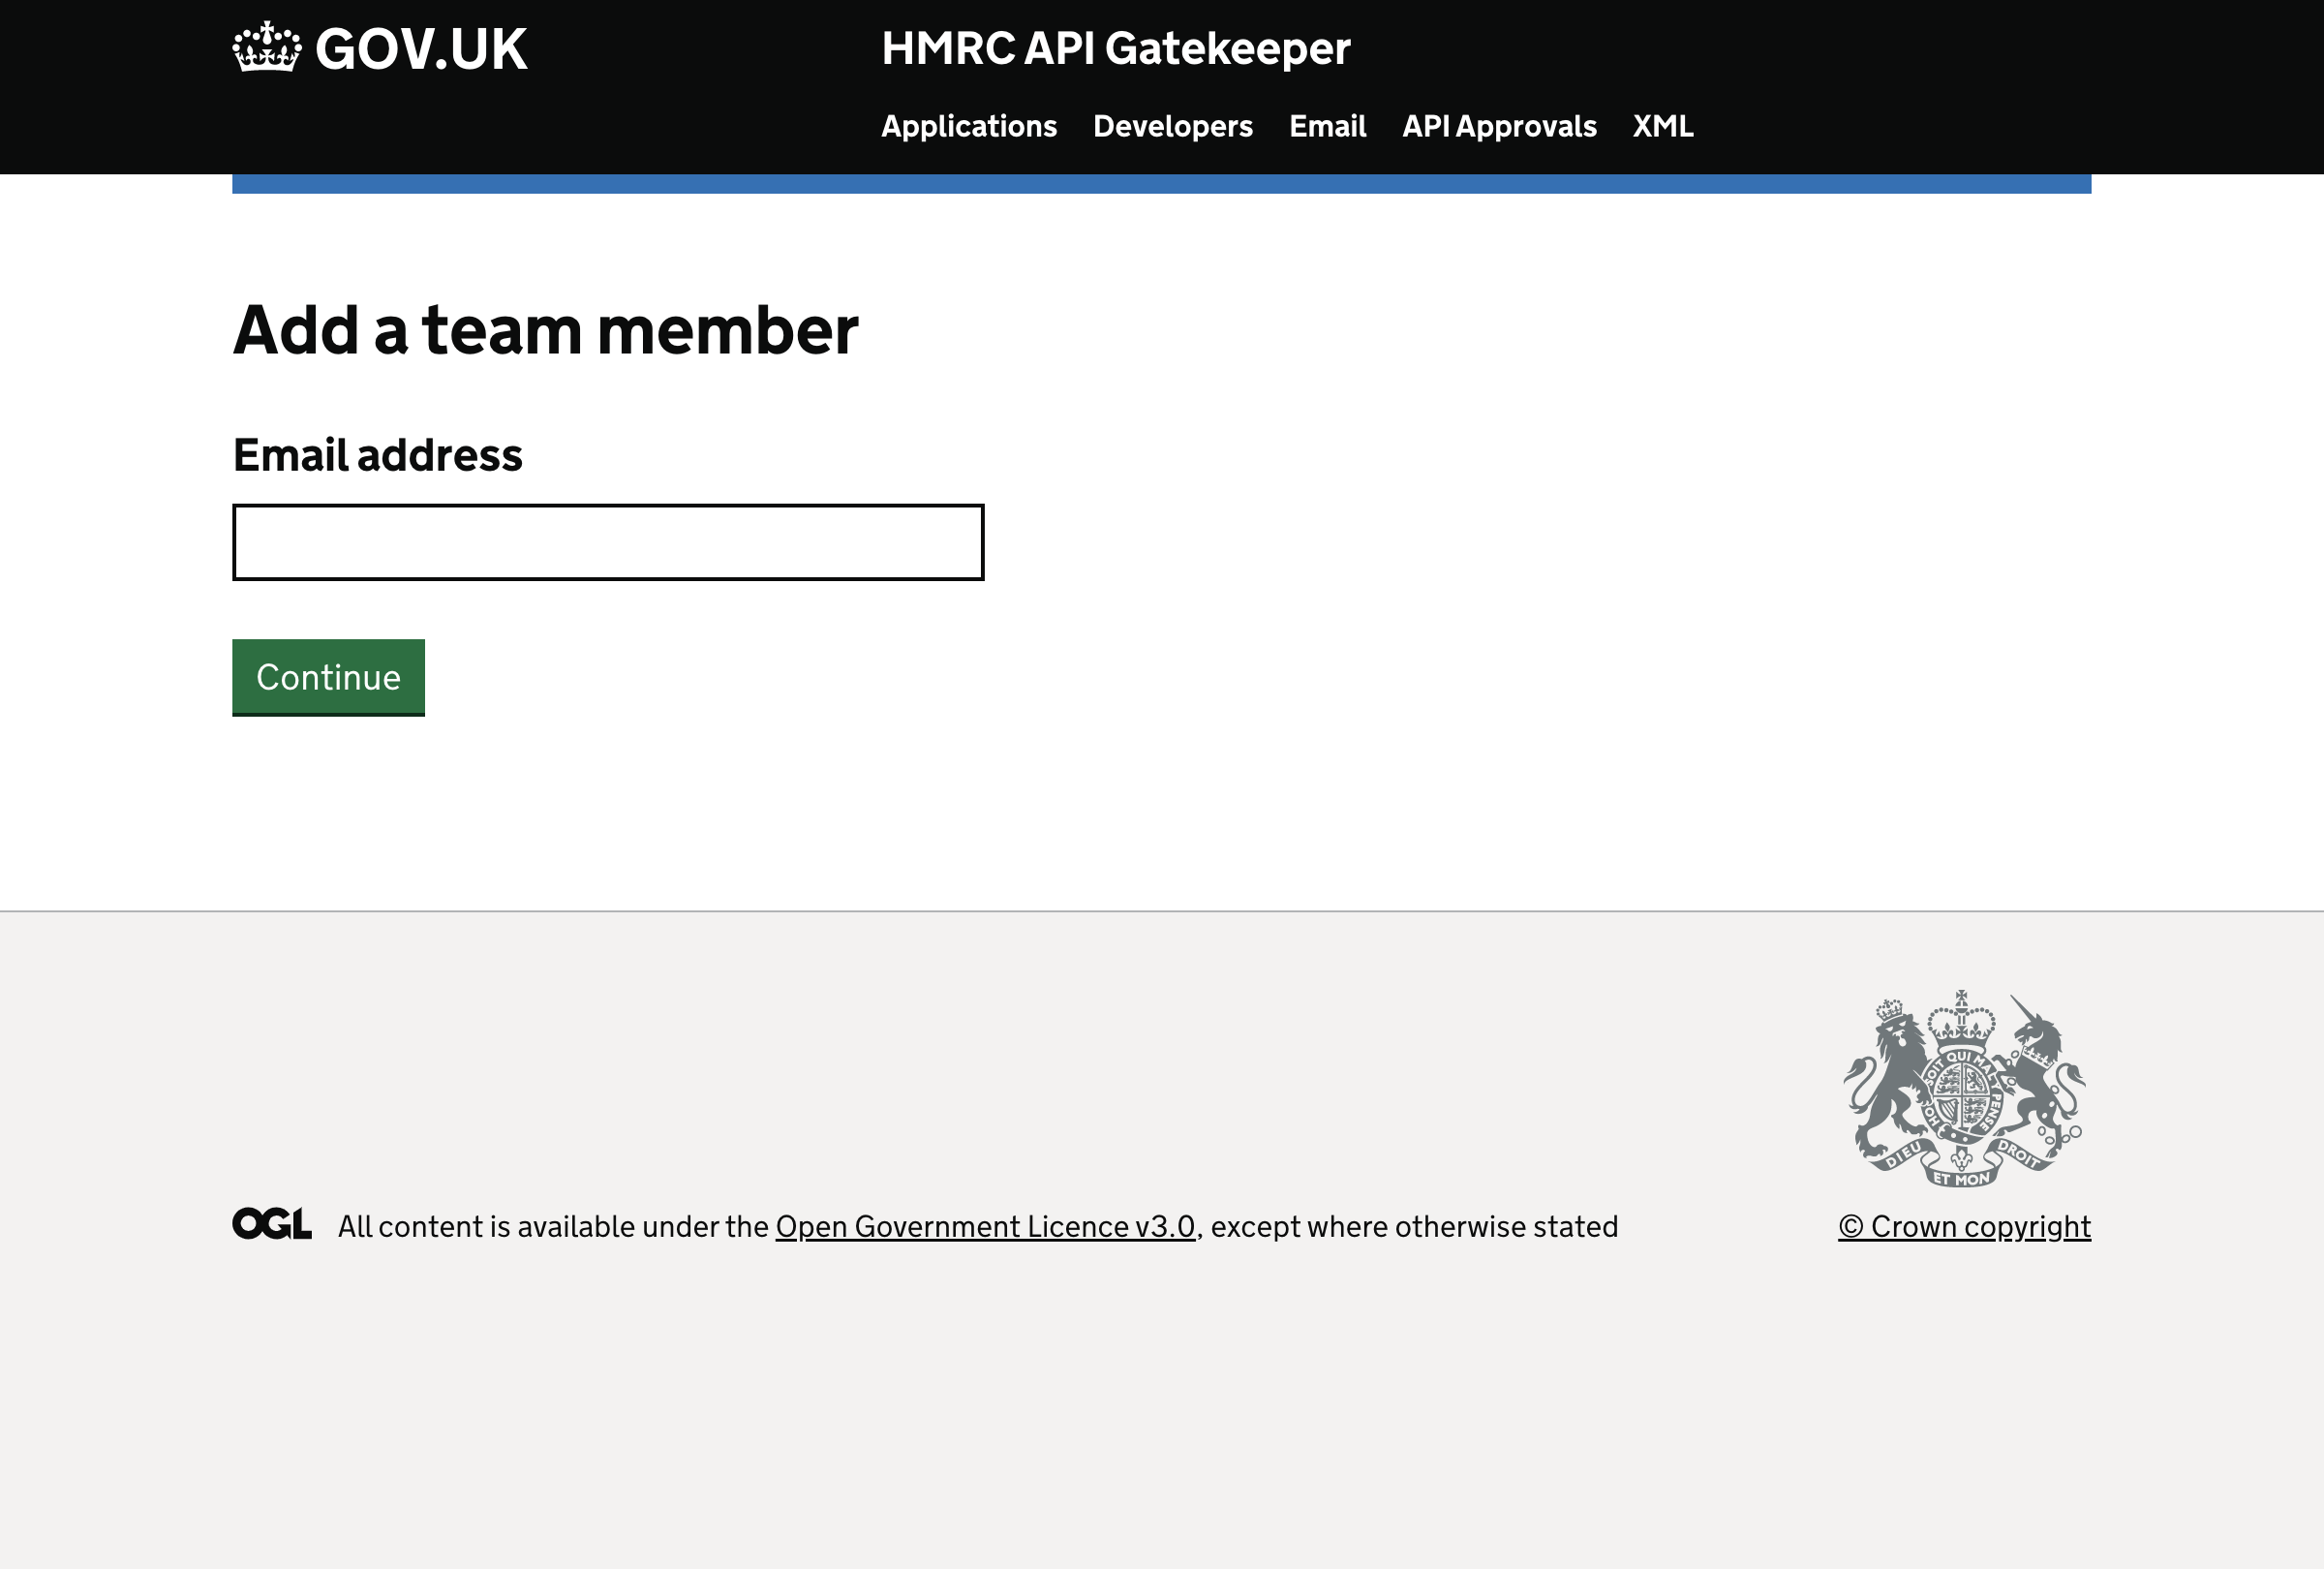 GOV.UK
HMRC API Gatekeeper
Applications Developers Email API Approvals XML
Add a team member
Email address
Continue
SOIT QUI MAL
PENSE
HO
DIEU ET MON DROIT
OGL All content is available under the Open Government Licence v3.0, except where otherwise stated
© Crown copyright